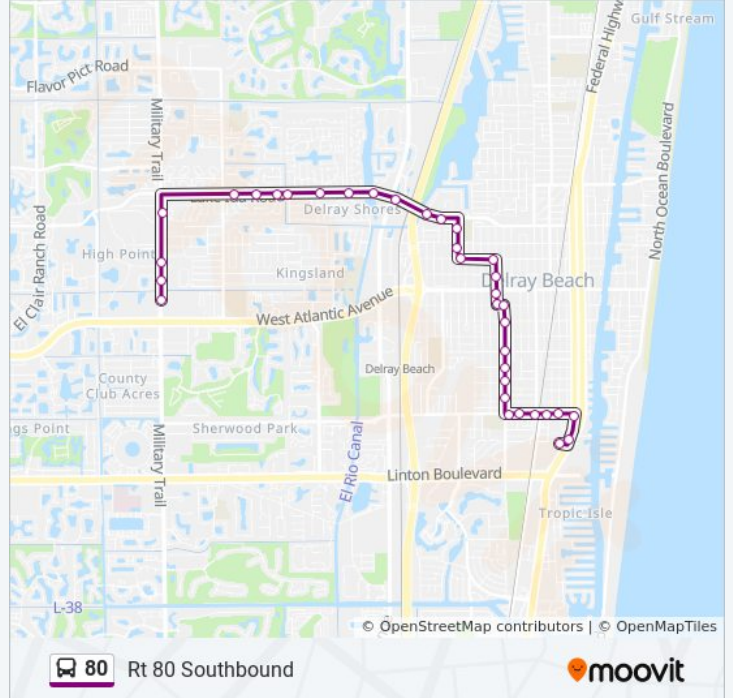 Gulf Stream
Federal Highw
Flavor Pict Road
Military Trail
North Ocean Boulevard
Delray Shores
El Clair Ranch Road
High Point
Kingsland
Delray Beach
West Atlantic Avenue
Delray Beach
County
Club Acres
gs Point
Sherwood Park
Military Trail
El Rio Canal
Linton Boulevard
Tropic Isle
L-38
© OpenStreetMap contributors | © OpenMapTiles
80 Rt 80 Southbound
moovit